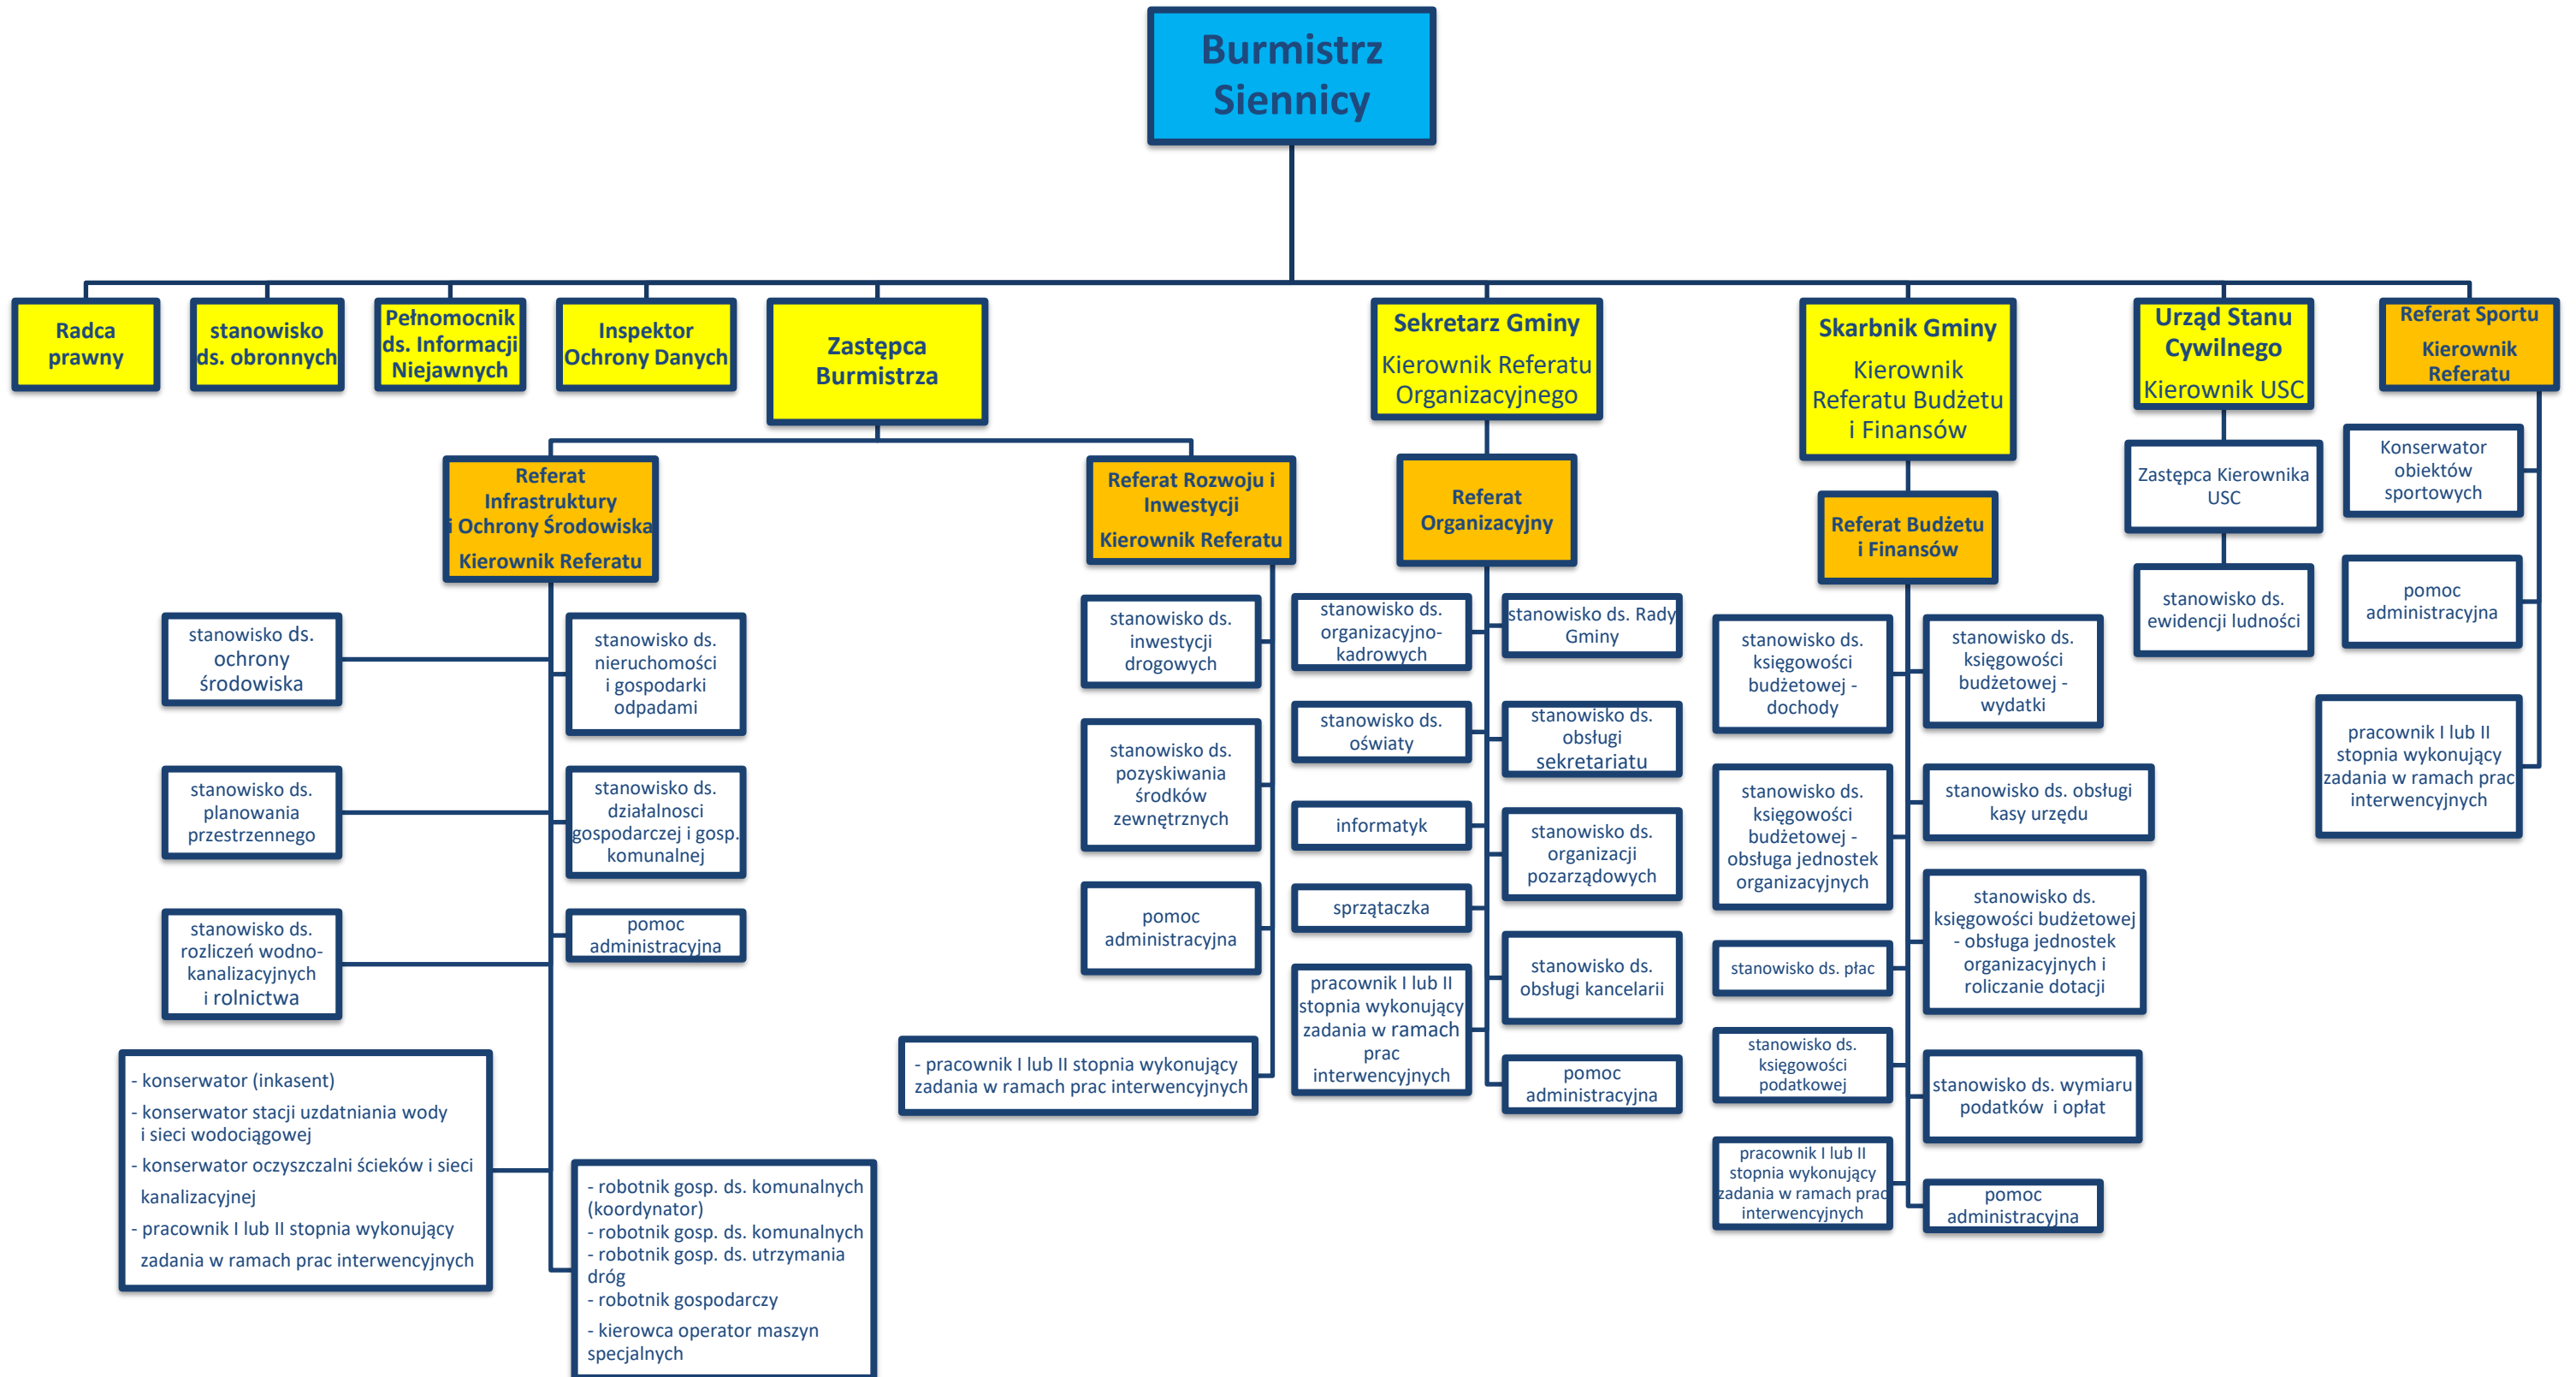 Burmistrz
Siennicy
Radca
prawny
stanowisko
ds. obronnych
Pełnomocnik
ds. Informacji
Niejawnych
Inspektor
Ochrony Danych
Zastępca
Burmistrza
Sekretarz Gminy
Kierownik Referatu
Organizacyjnego
Skarbnik Gminy
Kierownik
Referatu Budżetu
i Finansów
Urząd Stanu
Cywilnego
Kierownik USC
Referat Sportu
Kierownik
Referatu
Referat
Infrastruktury
i Ochrony Środowiska
Kierownik Referatu
stanowisko ds.
ochrony
środowiska
stanowisko ds.
nieruchomości
i gospodarki
odpadami
stanowisko ds.
planowania
przestrzennego
stanowisko ds.
działalnosci
gospodarczej i gosp.
komunalnej
stanowisko ds.
rozliczeń wodno-
kanalizacyjnych
i rolnictwa
pomoc
administracyjna
- konserwator (inkasent)
- konserwator stacji uzdatniania wody
i sieci wodociągowej
- konserwator oczyszczalni ścieków i sieci
kanalizacyjnej
- pracownik I lub II stopnia wykonujący
zadania w ramach prac interwencyjnych
- robotnik gosp. ds. komunalnych
(koordynator)
- robotnik gosp. ds. komunalnych
- robotnik gosp. ds. utrzymania
dróg
- robotnik gospodarczy
- kierowca operator maszyn
specjalnych
Referat Rozwoju i
Inwestycji
Kierownik Referatu
stanowisko ds.
inwestycji
drogowych
stanowisko ds.
pozyskiwania
środków
zewnętrznych
pomoc
administracyjna
- pracownik I lub II stopnia wykonujący
zadania w ramach prac interwencyjnych
Referat
Organizacyjny
stanowisko ds.
organizacyjno-
kadrowych
stanowisko ds. Rady
Gminy
stanowisko ds.
oświaty
stanowisko ds.
obsługi
sekretariatu
informatyk
stanowisko ds.
organizacji
pozarządowych
sprzątaczka
stanowisko ds.
obsługi kancelarii
pracownik I lub II
stopnia wykonujący
zadania w ramach
prac
interwencyjnych
pomoc
administracyjna
Referat Budżetu
i Finansów
stanowisko ds.
księgowości
budżetowej -
dochody
stanowisko ds.
księgowości
budżetowej -
wydatki
stanowisko ds.
księgowości
budżetowej -
obsługa jednostek
organizacyjnych
stanowisko ds. obsługi
kasy urzędu
stanowisko ds. płac
stanowisko ds.
księgowości budżetowej
- obsługa jednostek
organizacyjnych i
roliczanie dotacji
stanowisko ds.
księgowości
podatkowej
stanowisko ds. wymiaru
podatków i opłat
pracownik I lub II
stopnia wykonujący
zadania w ramach prac
interwencyjnych
pomoc
administracyjna
Zastępca Kierownika
USC
stanowisko ds.
ewidencji ludności
Konserwator
obiektów
sportowych
pomoc
administracyjna
pracownik I lub II
stopnia wykonujący
zadania w ramach prac
interwencyjnych